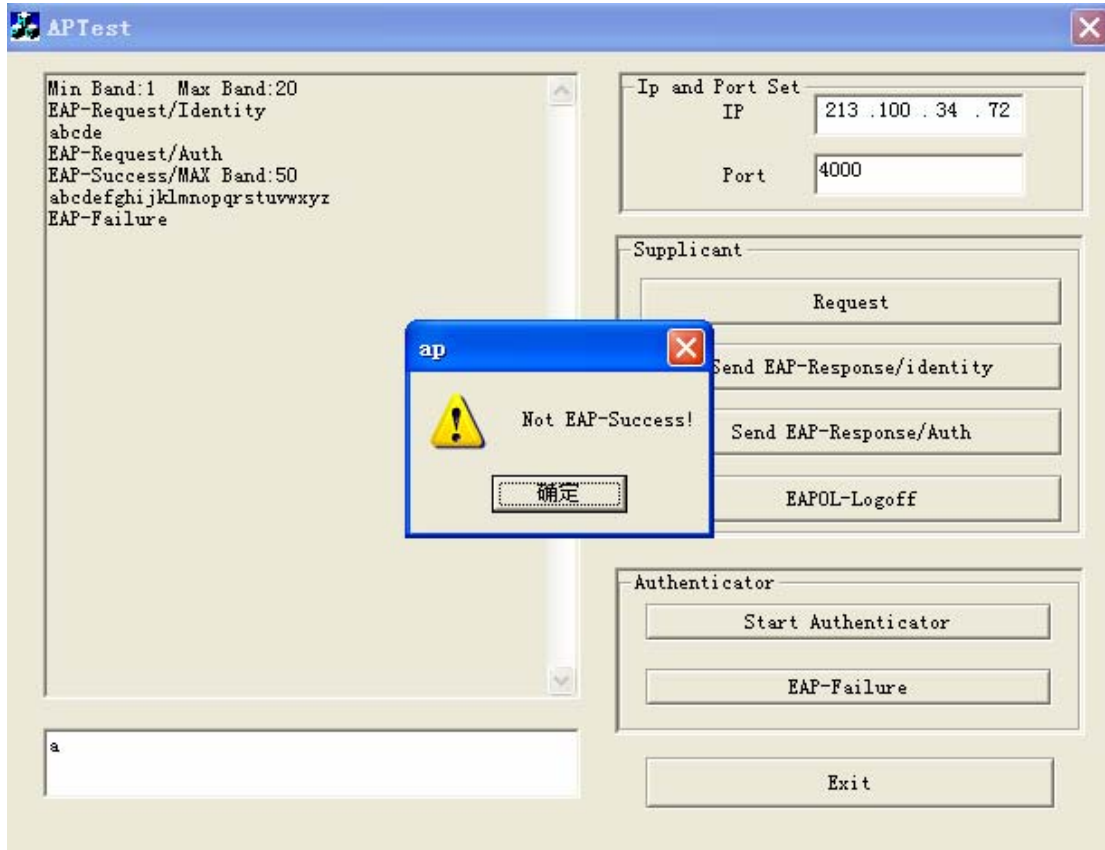 APTest
Min Band:1 Max Band:20
EAP-Request/Identity
abcde
EAP-Request/Auth
EAP-Success/MAX Band:50
abcdefghijklmnopqrstuvwxyz
EAP-Failure
a
Ip and Port Set
IP 213 .100 . 34 . 72
Port 4000
Supplicant
Request
Send EAP-Response/identity
Send EAP-Response/Auth
EAPOL-Logoff
ap
Not EAP-Success!
确定
Authenticator
Start Authenticator
EAP-Failure
Exit